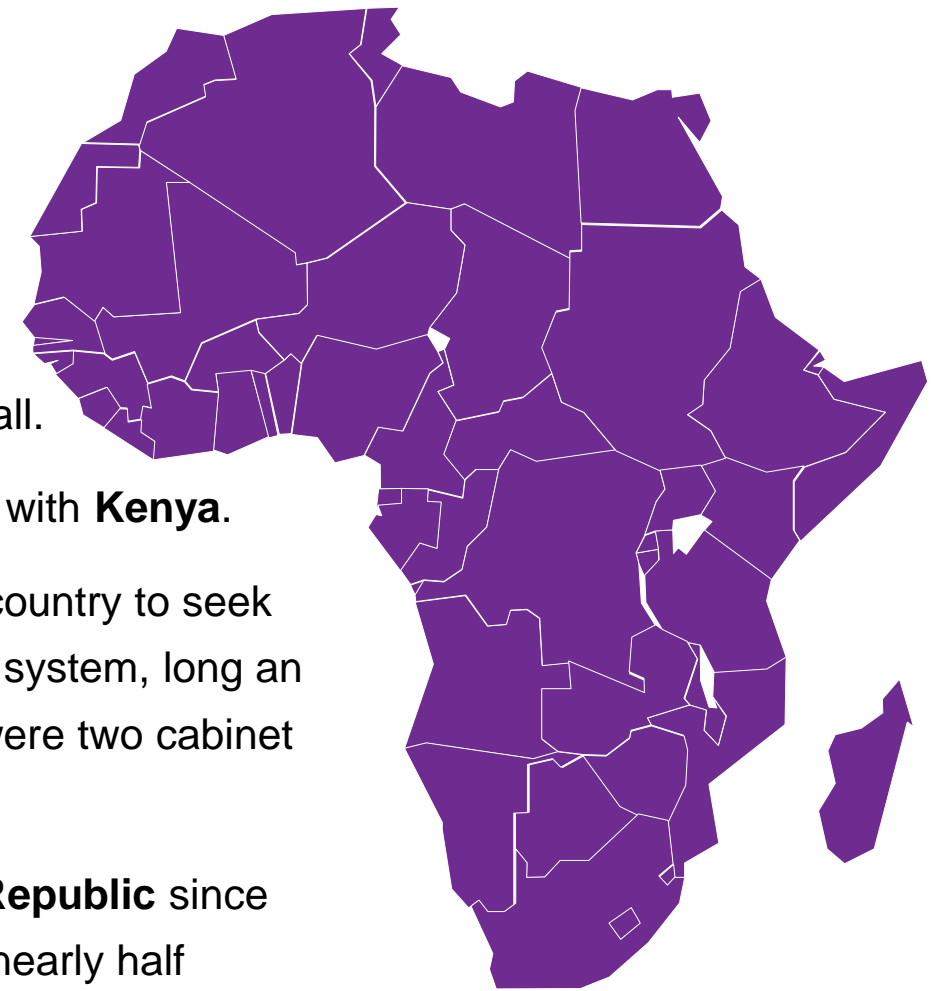 all.
with Kenya.
country to seek
system, long an
were two cabinet
Republic since
nearly half